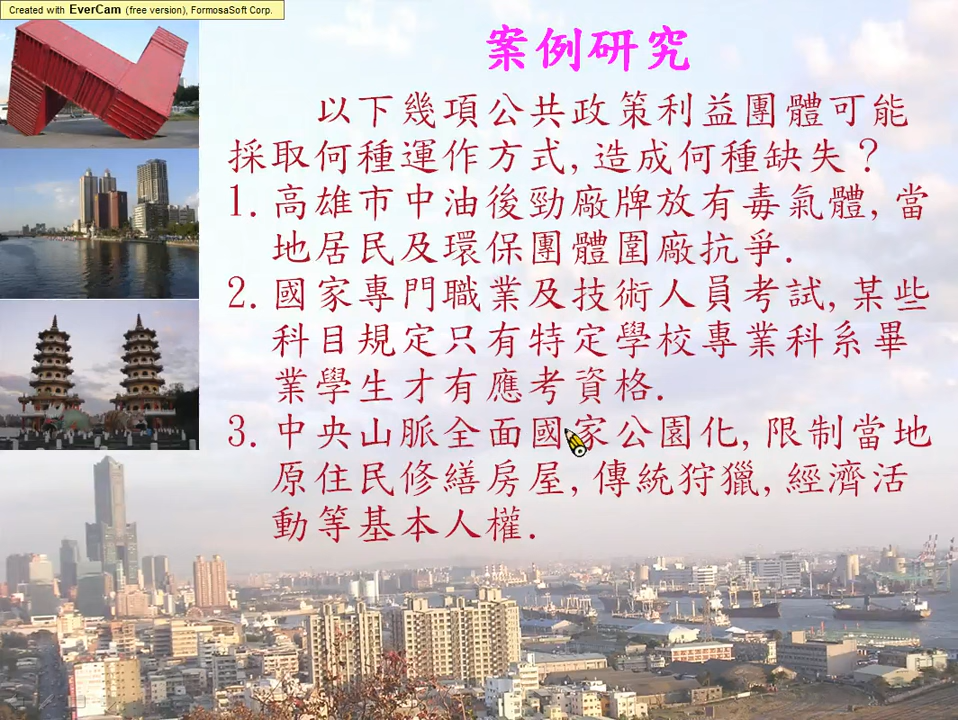 Created with EverCam (free version), FormosaSoft Corp.
案例研究
以下幾項公共政策利益團體可能
採取何種運作方式, 造成何種缺失？
1. 高雄市中油後勁廠牌放有毒氣體, 當
地居民及環保團體圍廠抗爭.
2. 國家專門職業及技術人員考試, 某些
科目規定只有特定學校專業科系畢
業學生才有應考資格.
3. 中央山脈全面國家公園化, 限制當地
原住民修繕房屋, 傳統狩獵, 經濟活
動等基本人權.